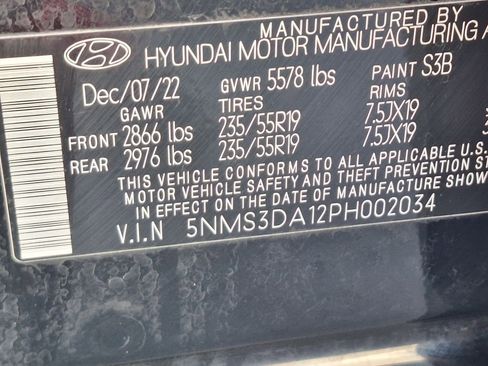 MANUFACTURED BY
HYUNDAI MOTOR MANUFACTURING
Dec/07/22 GVWR 5578 lbs PAINT S3B
GAWR TIRES RIMS
FRONT 2866 lbs 235/55R19 7.5JX19
REAR 2976 lbs 235/55R19 7.5JX19
THIS VEHICLE CONFORMS TO ALL APPLICABLE U.S
MOTOR VEHICLE SAFETY AND THEFT PREVENTION
IN EFFECT ON THE DATE OF MANUFACTURE SHOW
V.I.N 5NMS3DA12PH002034